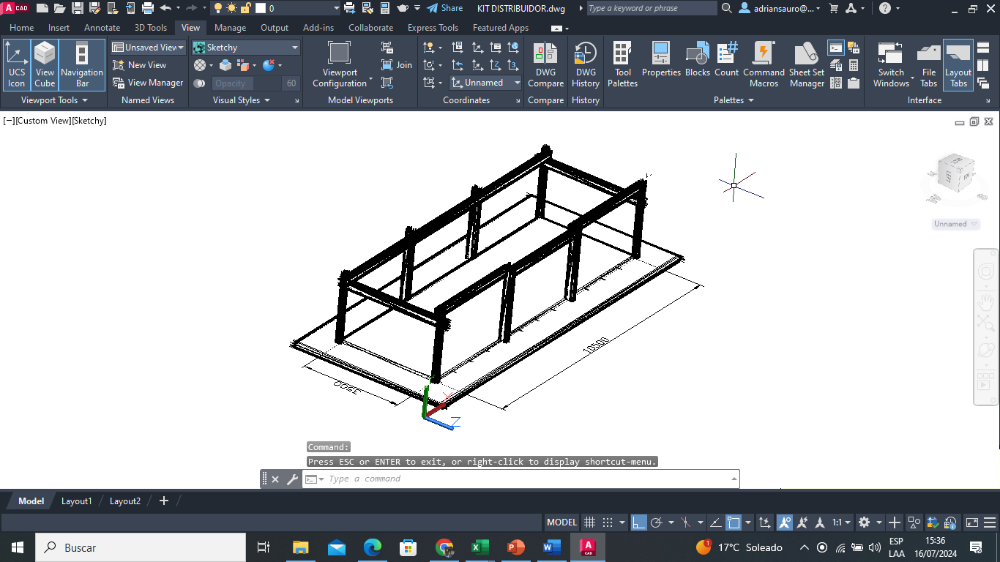 A CAD
0
Share
KIT DISTRIBUIDOR.dwg
Type a keyword or phrase
adriansauro@...
Home Insert Annotate 3D Tools View Manage Output Add-ins Collaborate Express Tools Featured Apps
UCS Icon
View Cube
Navigation Bar
Viewport Tools
Unsaved View
New View
View Manager
Named Views
Sketchy
Opacity 60
Visual Styles
Viewport Configuration
Join
Model Viewports
Unnamed
Coordinates
DWG Compare
Compare
DWG History
History
Tool Palettes
Properties
Blocks
Count
Command Macros
Sheet Set Manager
Palettes
Switch Windows
File Tabs
Layout Tabs
Interface
[−][Custom View][Sketchy]
LEFT
Unnamed
10500
3500
Z
Command:
Press ESC or ENTER to exit, or right-click to display shortcut-menu.
Type a command
Model Layout1 Layout2 +
MODEL
1:1
Buscar
1
17°C Soleado
ESP
LAA
15:36
16/07/2024